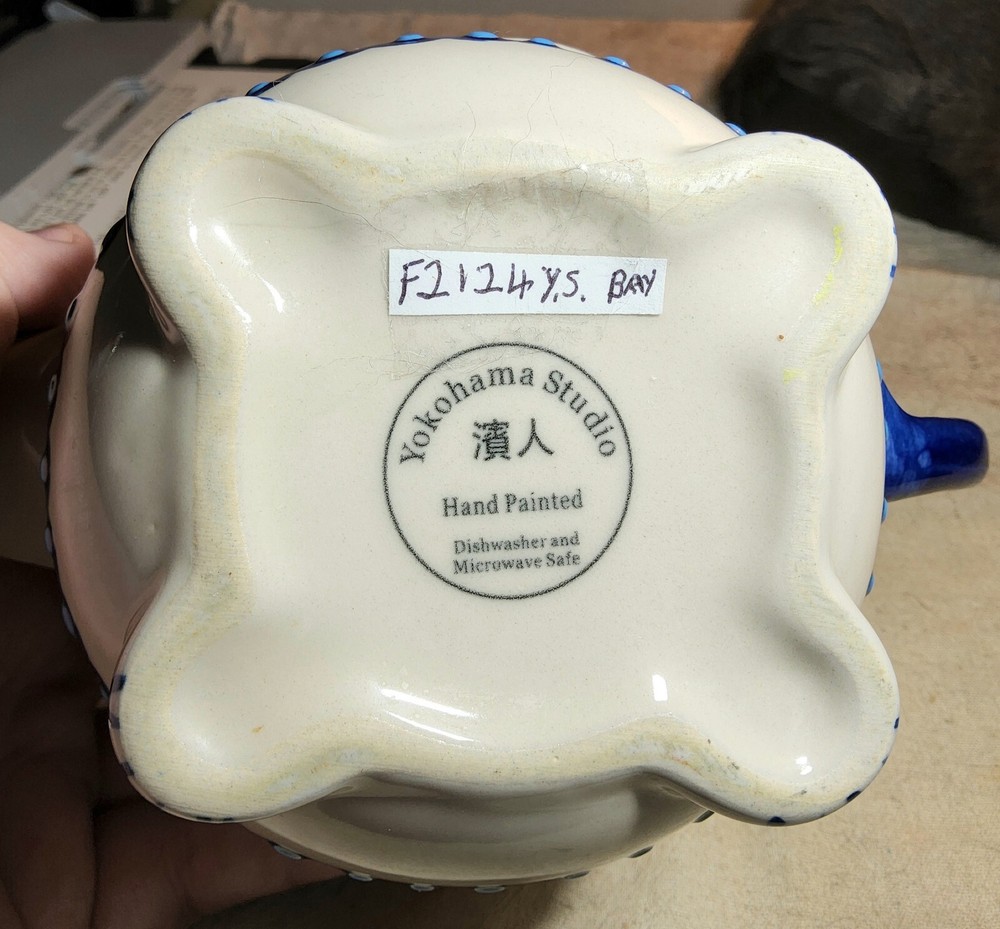 F2124 Y.S. BAY
Yokohama Studio
濱人
Hand Painted
Dishwasher and
Microwave Safe